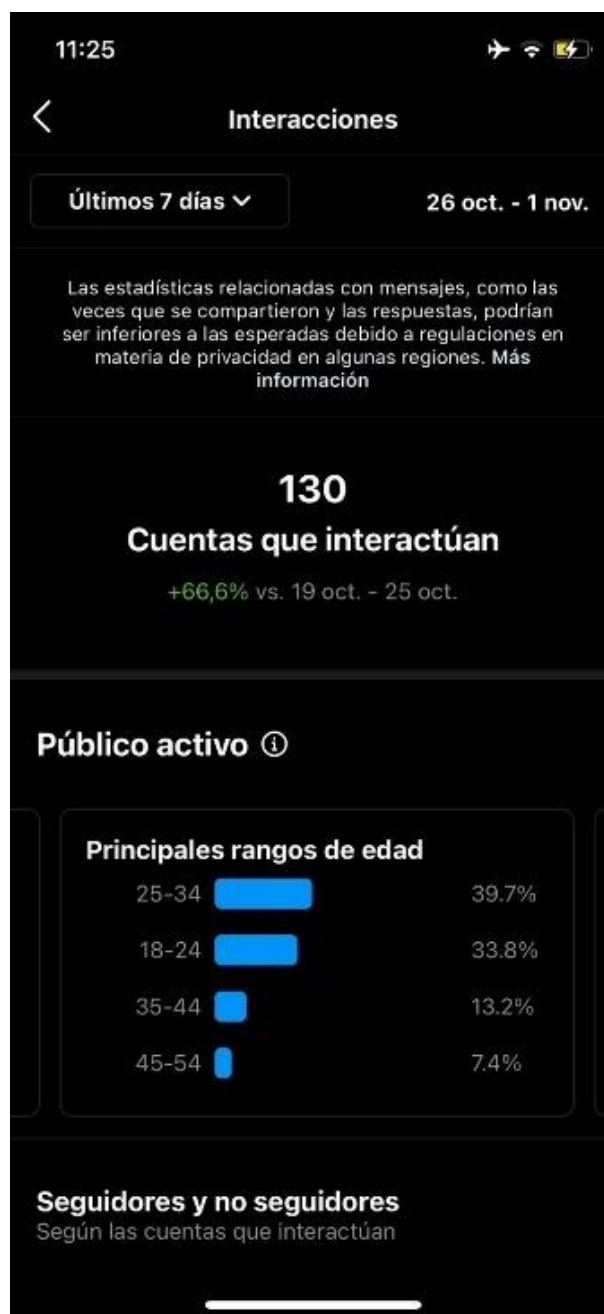 11:25
Interacciones
Últimos 7 días
26 oct. - 1 nov.
Las estadísticas relacionadas con mensajes, como las
veces que se compartieron y las respuestas, podrían
ser inferiores a las esperadas debido a regulaciones en
materia de privacidad en algunas regiones. Más
información
130
Cuentas que interactúan
+66,6% vs. 19 oct. - 25 oct.
Público activo
Principales rangos de edad
25-34 39.7%
18-24 33.8%
35-44 13.2%
45-54 7.4%
Seguidores y no seguidores
Según las cuentas que interactúan